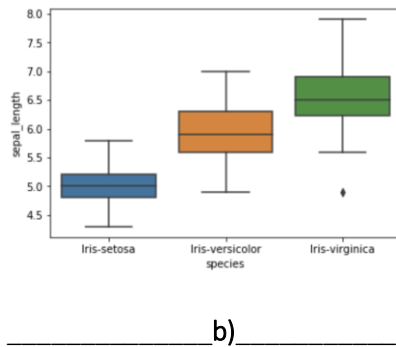 8.0
7.5
7.0
6.5
6.0
5.5
5.0
4.5
sepal_length
Iris-setosa Iris-versicolor Iris-virginica
species
b)